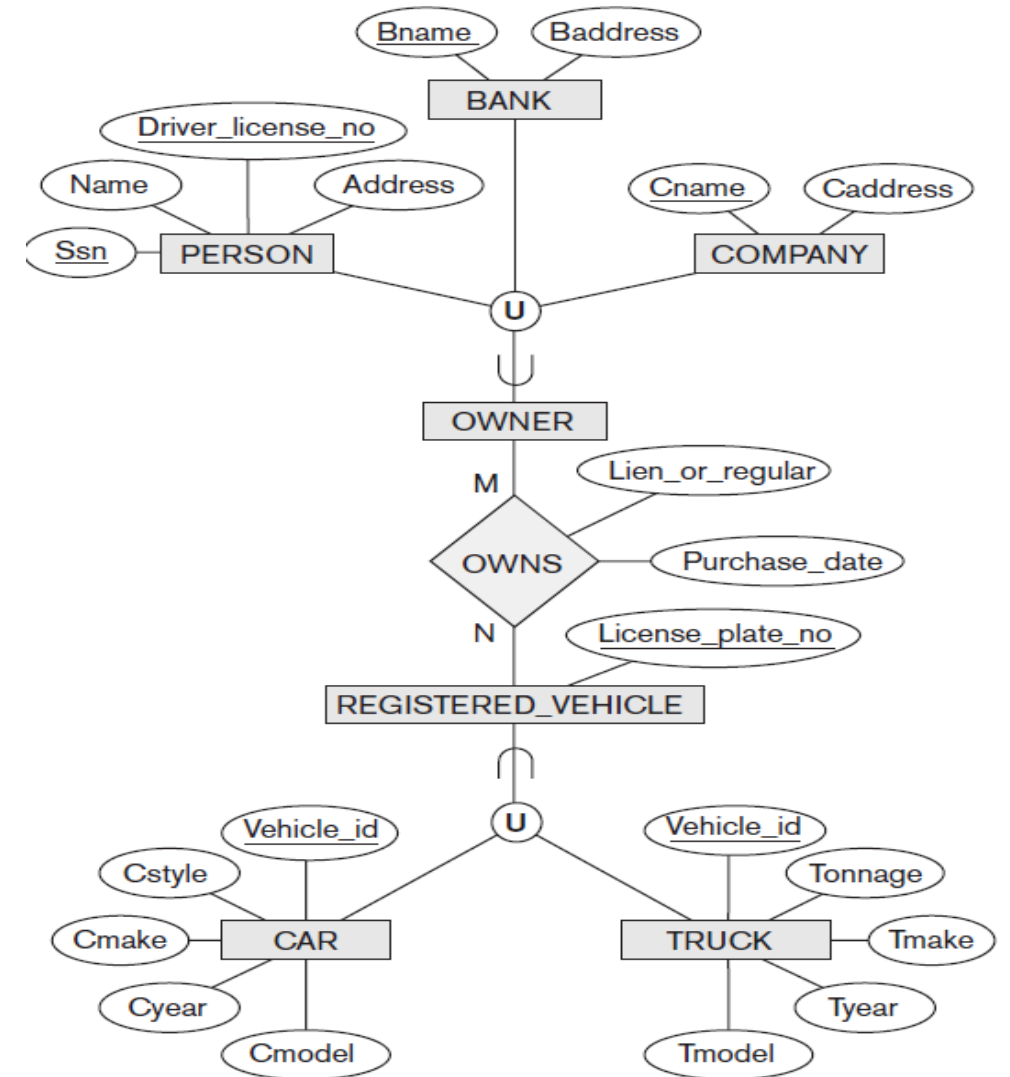 Bname Baddress
BANK
Driver_license_no
Name Address Cname Caddress
Ssn PERSON COMPANY
U
OWNER
M Lien_or_regular
OWNS Purchase_date
N License_plate_no
REGISTERED_VEHICLE
U
Vehicle_id Vehicle_id
Cstyle Tonnage
Cmake CAR TRUCK Tmake
Cyear Tyear
Cmodel Tmodel